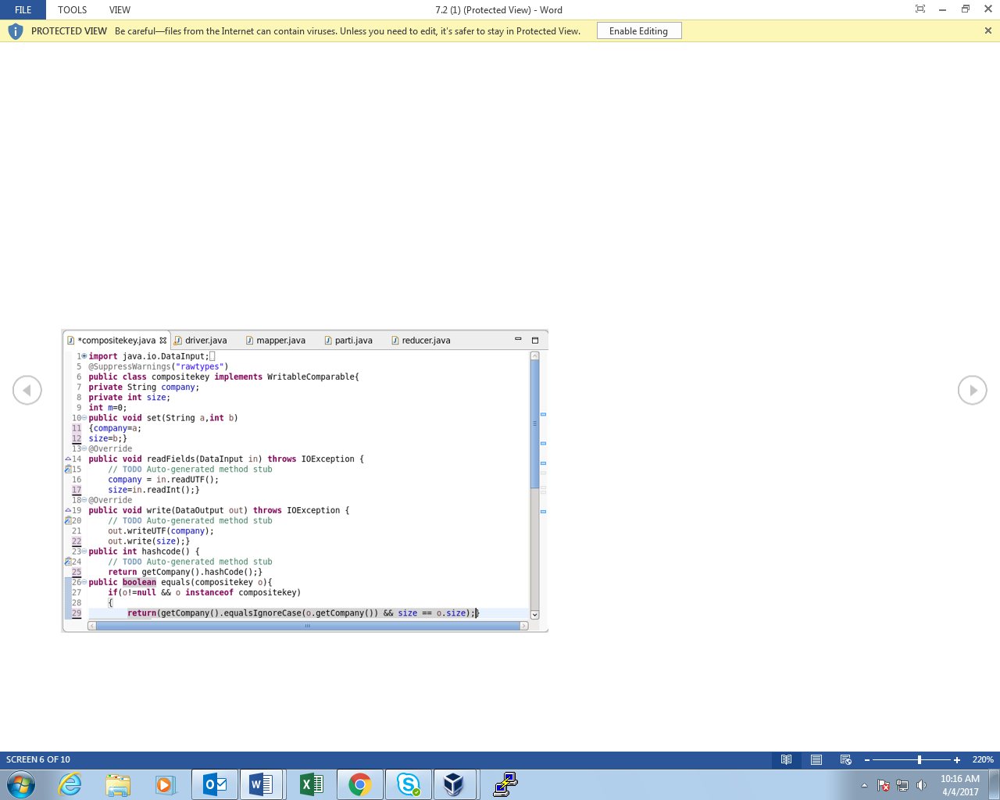 FILE TOOLS VIEW 7.2 (1) (Protected View) - Word
PROTECTED VIEW Be careful—files from the Internet can contain viruses. Unless you need to edit, it's safer to stay in Protected View. Enable Editing
*compositekey.java driver.java mapper.java parti.java reducer.java
1 import java.io.DataInput;
5 @SuppressWarnings("rawtypes")
6 public class compositekey implements WritableComparable{
7 private String company;
8 private int size;
9 int m=0;
10 public void set(String a,int b)
11 {company=a;
12 size=b;}
13 @Override
14 public void readFields(DataInput in) throws IOException {
15 // TODO Auto-generated method stub
16 company = in.readUTF();
17 size=in.readInt();}
18 @Override
19 public void write(DataOutput out) throws IOException {
20 // TODO Auto-generated method stub
21 out.writeUTF(company);
22 out.write(size);}
23 public int hashcode() {
24 // TODO Auto-generated method stub
25 return getCompany().hashCode();}
26 public boolean equals(compositekey o){
27 if(o!=null && o instanceof compositekey)
28 {
29 return(getCompany().equalsIgnoreCase(o.getCompany()) && size == o.size);}
SCREEN 6 OF 10 220%
10:16 AM
4/4/2017